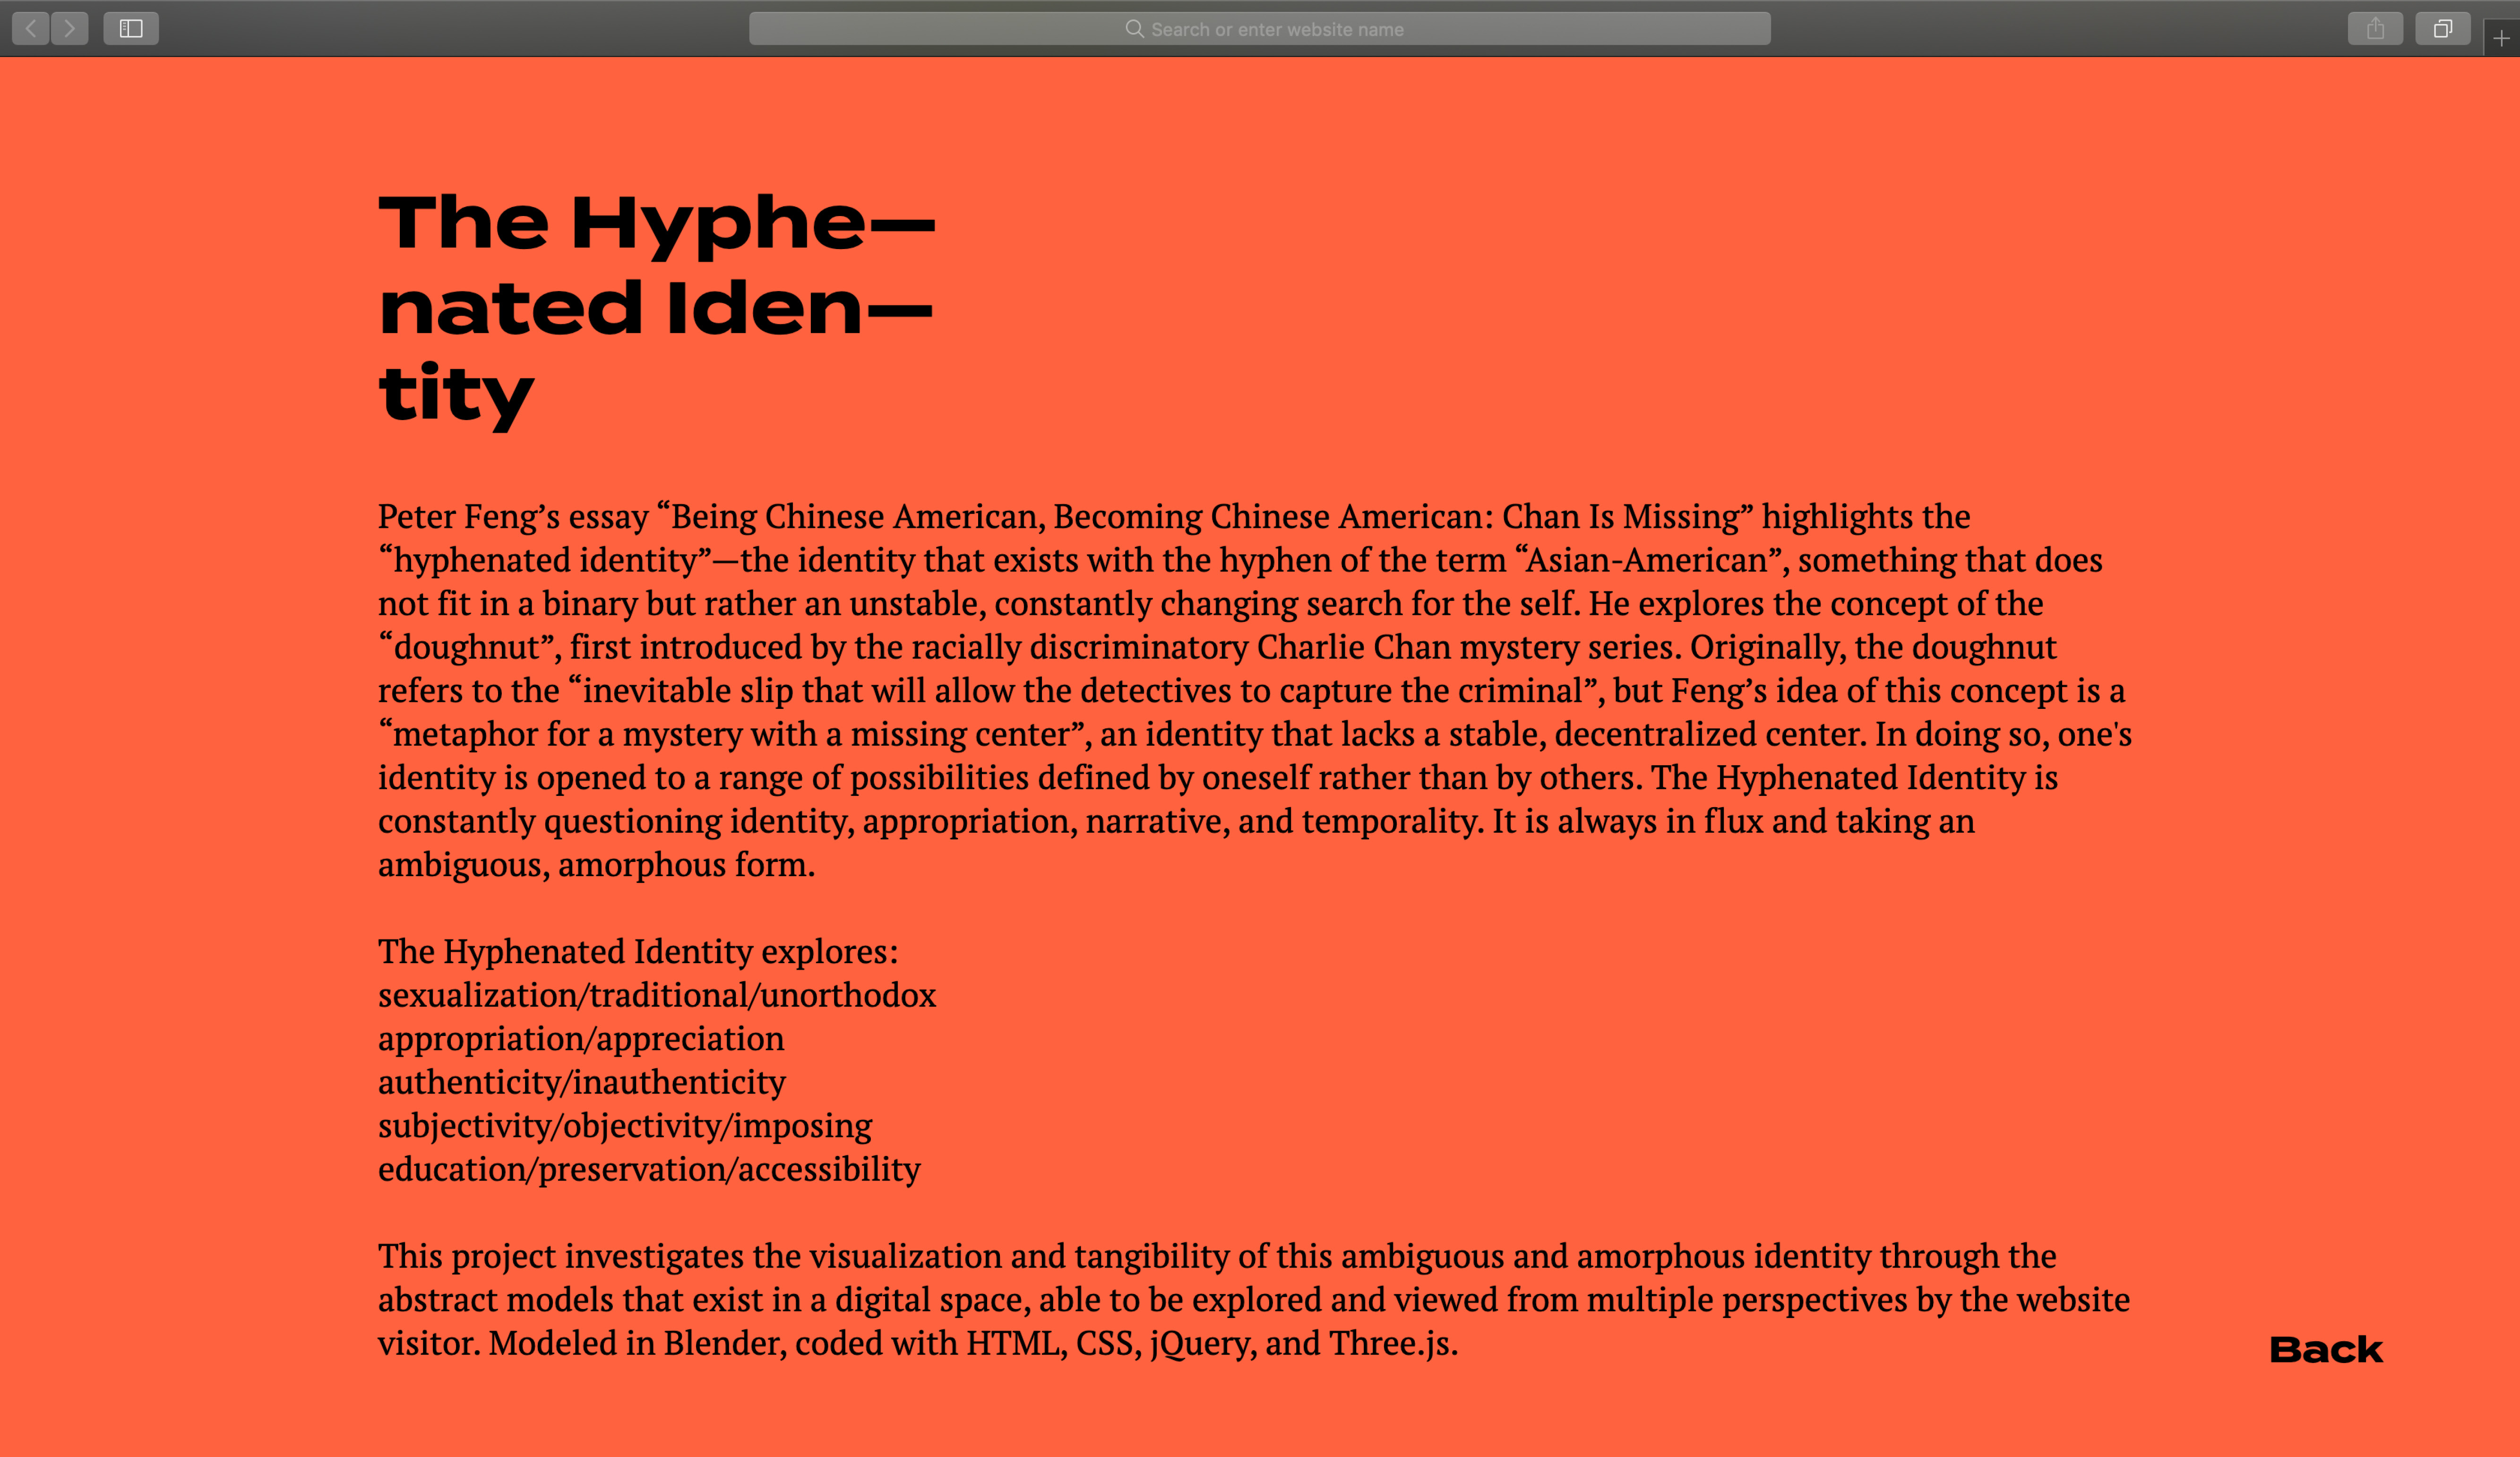 Search or enter website name
The Hyphe—
nated Iden—
tity
Peter Feng’s essay “Being Chinese American, Becoming Chinese American: Chan Is Missing” highlights the
“hyphenated identity”—the identity that exists with the hyphen of the term “Asian-American”, something that does
not fit in a binary but rather an unstable, constantly changing search for the self. He explores the concept of the
“doughnut”, first introduced by the racially discriminatory Charlie Chan mystery series. Originally, the doughnut
refers to the “inevitable slip that will allow the detectives to capture the criminal”, but Feng’s idea of this concept is a
“metaphor for a mystery with a missing center”, an identity that lacks a stable, decentralized center. In doing so, one's
identity is opened to a range of possibilities defined by oneself rather than by others. The Hyphenated Identity is
constantly questioning identity, appropriation, narrative, and temporality. It is always in flux and taking an
ambiguous, amorphous form.
The Hyphenated Identity explores:
sexualization/traditional/unorthodox
appropriation/appreciation
authenticity/inauthenticity
subjectivity/objectivity/imposing
education/preservation/accessibility
This project investigates the visualization and tangibility of this ambiguous and amorphous identity through the
abstract models that exist in a digital space, able to be explored and viewed from multiple perspectives by the website
visitor. Modeled in Blender, coded with HTML, CSS, jQuery, and Three.js.
Back